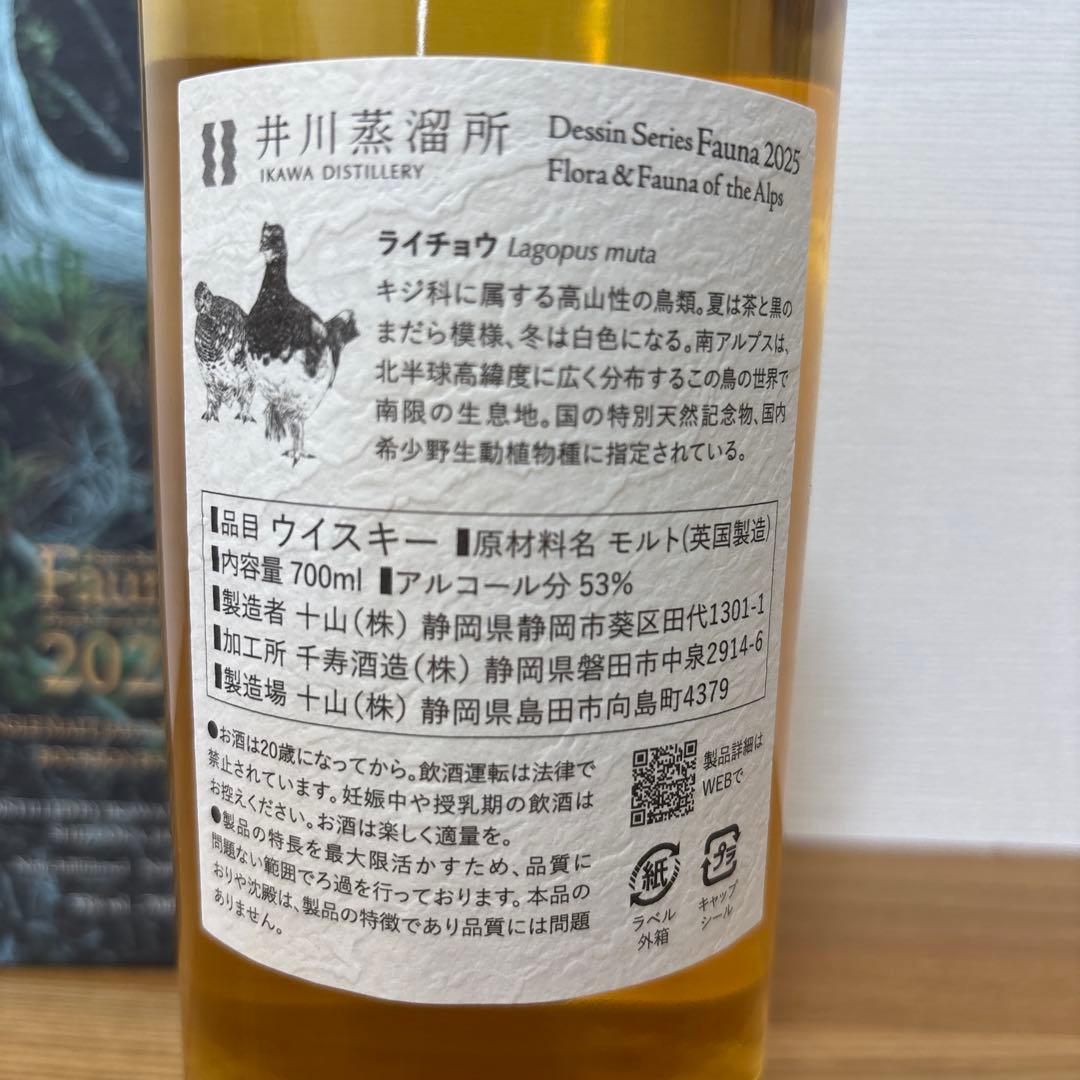 井川蒸溜所
IKAWA DISTILLERY
Dessin Series Fauna 2025
Flora & Fauna of the Alps
ライチョウ Lagopus muta
キジ科に属する高山性の鳥類。夏は茶と黒の
まだら模様、冬は白色になる。南アルプスは、
北半球高緯度に広く分布するこの鳥の世界で
南限の生息地。国の特別天然記念物、国内
希少野生動植物種に指定されている。
品目 ウイスキー 原材料名 モルト(英国製造)
内容量 700ml アルコール分 53%
製造者 十山(株) 静岡県静岡市葵区田代1301-1
加工所 千寿酒造(株) 静岡県磐田市中泉2914-6
製造場 十山(株) 静岡県島田市向島町4379
●お酒は20歳になってから。飲酒運転は法律で
禁止されています。妊娠中や授乳期の飲酒は
お控えください。お酒は楽しく適量を。
●製品の特長を最大限活かすため、品質に
問題ない範囲でろ過を行っております。本品の
おりや沈殿は、製品の特徴であり品質には問題
ありません。
製品詳細は
WEBで
紙
ラベル
外箱
プラ
キャップ
シール
Faun
202